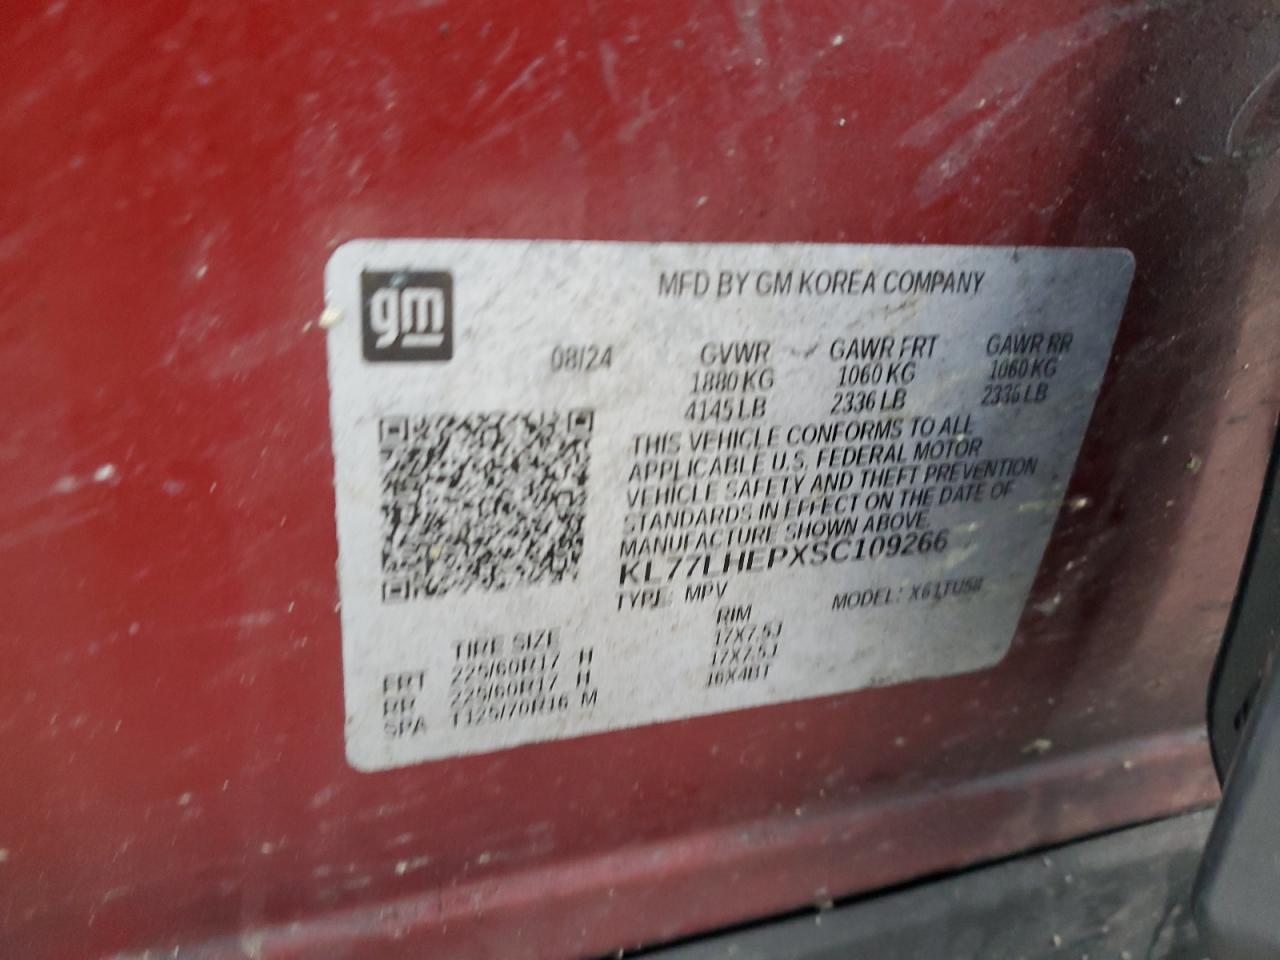 gm
MFD BY GM KOREA COMPANY
08/24 GVWR GAWR FRT GAWR RR
1880 KG 1060 KG 1060 KG
4145 LB 2336 LB 2336 LB
THIS VEHICLE CONFORMS TO ALL
APPLICABLE U.S. FEDERAL MOTOR
VEHICLE SAFETY AND THEFT PREVENTION
STANDARDS IN EFFECT ON THE DATE OF
MANUFACTURE SHOWN ABOVE.
KL77LHEPXSC109266
TYPE: MPV MODEL:
TIRE SIZE RIM
FRT 225/60R17 H 17X7.5J
RR 225/60R17 H 17X7.5J
SPA T125/70R16 M 16X4BT